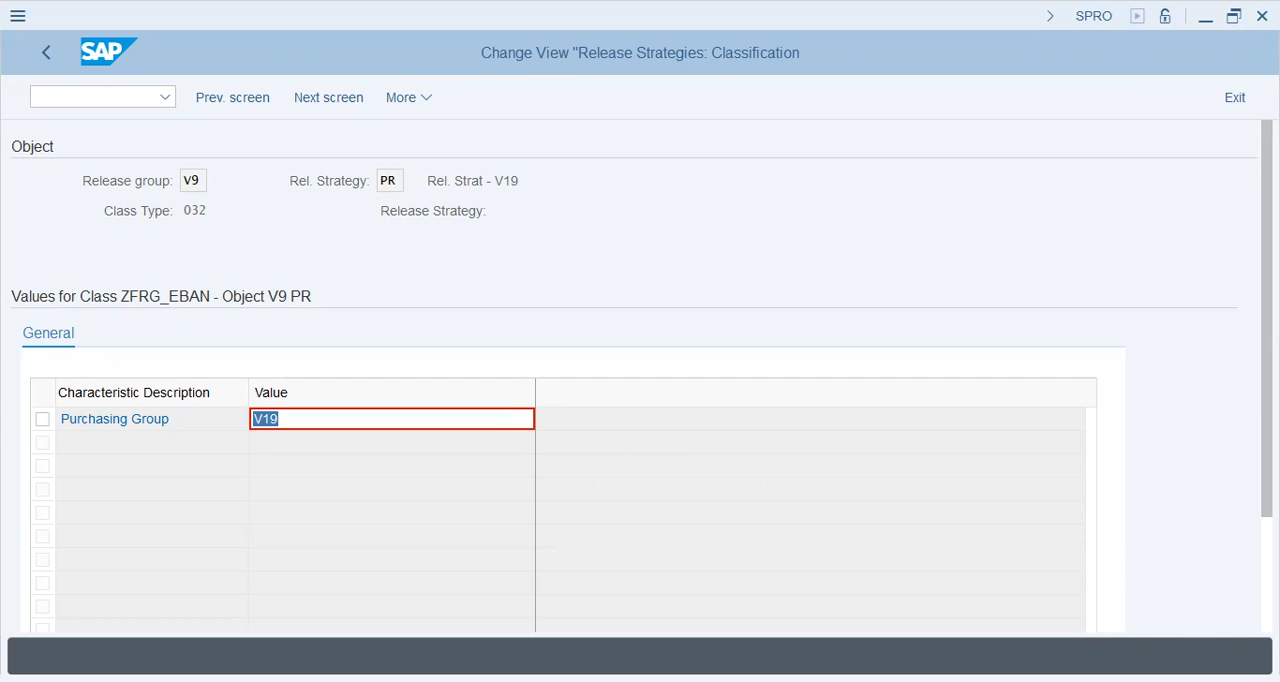 SPRO
SAP
Change View "Release Strategies: Classification
Prev. screen Next screen More Exit
Object
Release group: V9 Rel. Strategy: PR Rel. Strat - V19
Class Type: 032 Release Strategy:
Values for Class ZFRG_EBAN - Object V9 PR
General
Characteristic Description Value
Purchasing Group V19